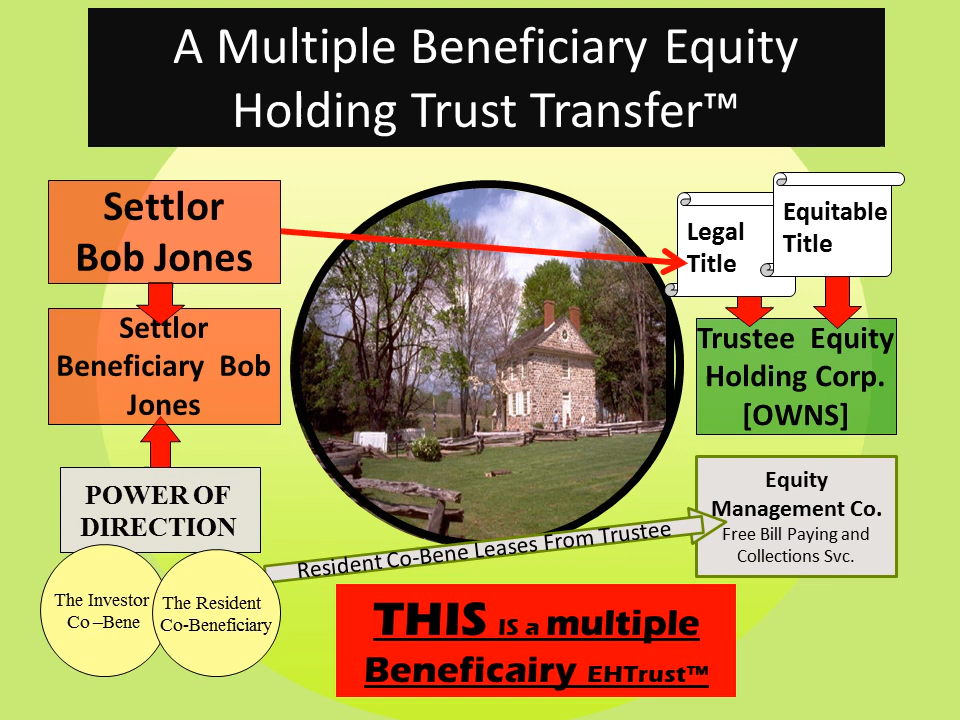 A Multiple Beneficiary Equity
Holding Trust Transfer™
Settlor
Bob Jones
Legal
Title
Equitable
Title
Settlor
Beneficiary Bob
Jones
Trustee Equity
Holding Corp.
[OWNS]
POWER OF
DIRECTION
Equity
Management Co.
Free Bill Paying and
Collections Svc.
Resident Co-Bene Leases From Trustee
The Investor
Co –Bene
The Resident
Co-Beneficiary
THIS IS a multiple
Beneficairy EHTrust™